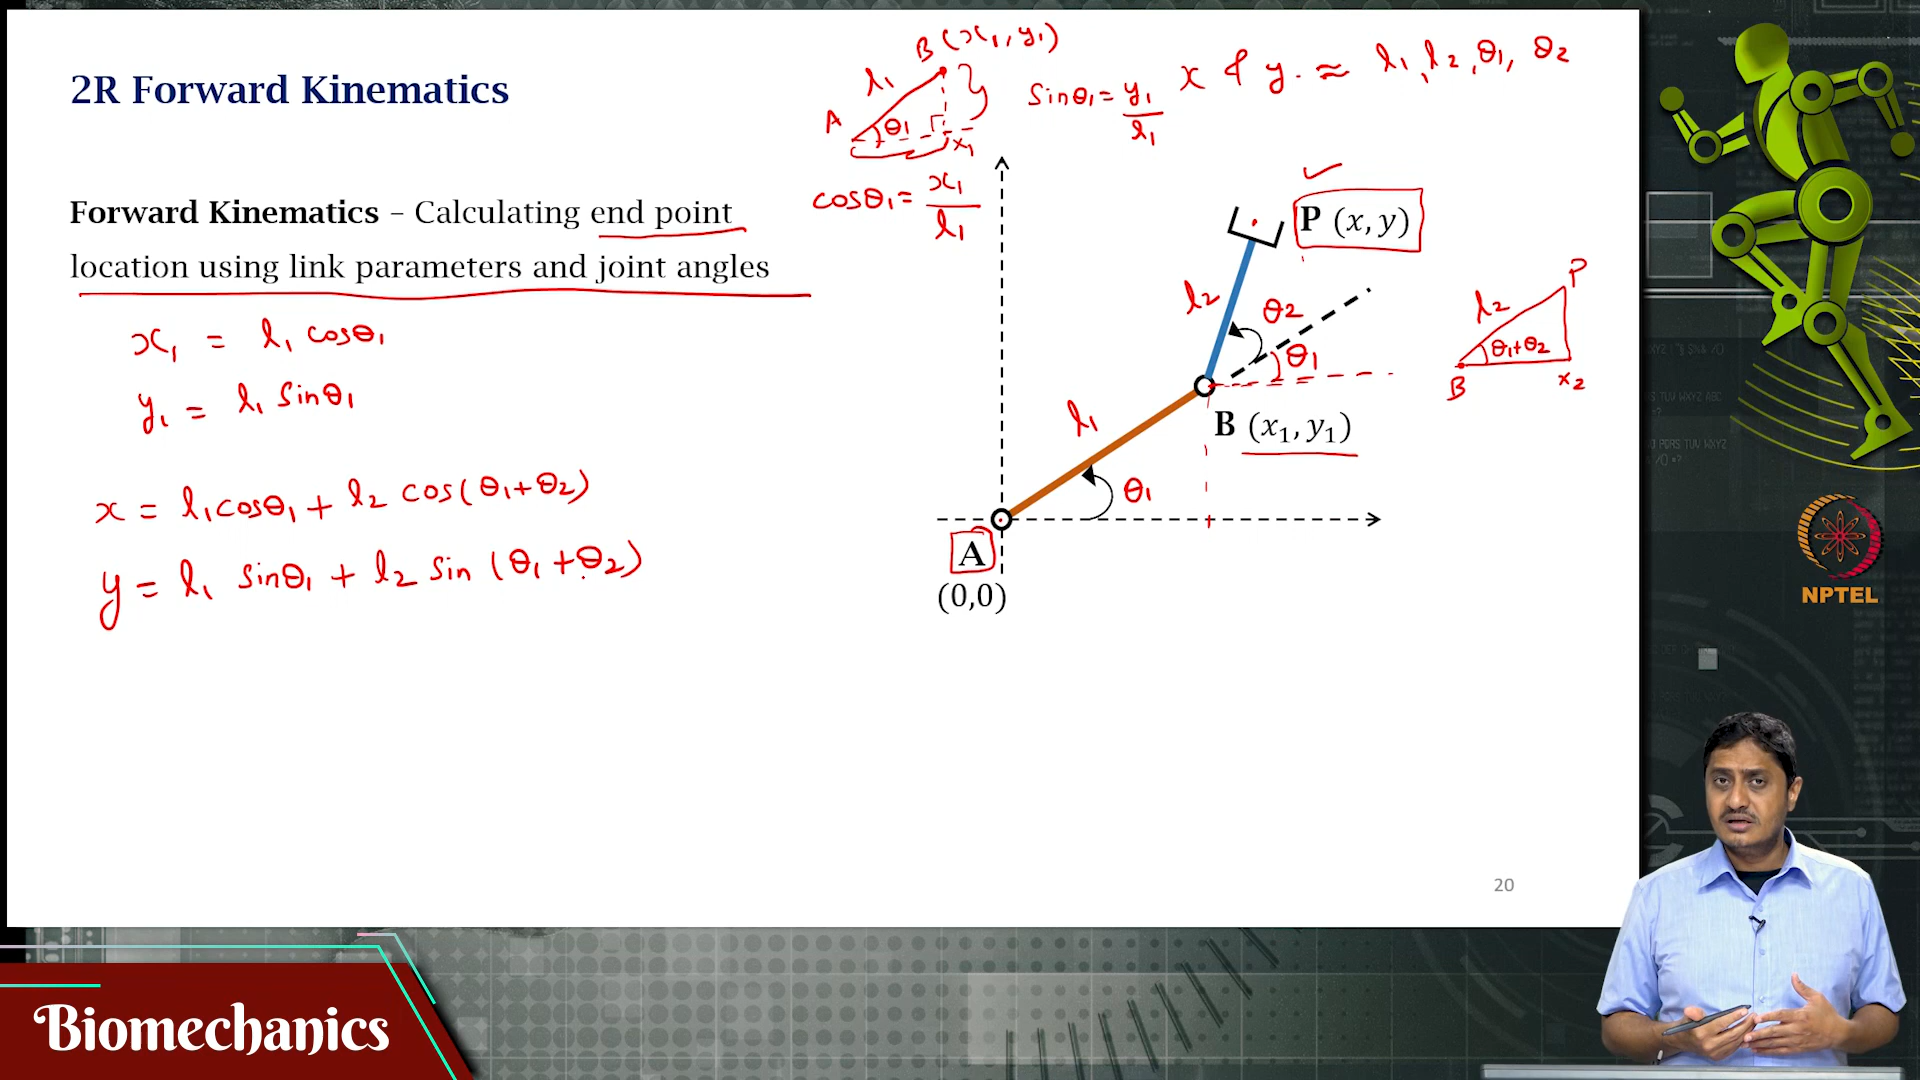 2R Forward Kinematics
Forward Kinematics – Calculating end point
location using link parameters and joint angles
x₁ = l₁ cosθ₁
y₁ = l₁ sinθ₁
x = l₁cosθ₁ + l₂ cos(θ₁+θ₂)
y = l₁ sinθ₁ + l₂ sin (θ₁+θ₂)
B (x₁, y₁)
l₁
A
θ₁
y
x₁
sinθ₁ = y₁/l₁
x & y. ≈ l₁, l₂, θ₁, θ₂
cosθ₁ = x₁/l₁
P (x, y)
l₂
θ₂
θ₁
B (x₁, y₁)
l₁
θ₁
A
(0,0)
P
l₂
θ₁+θ₂
B
x₂
20
NPTEL
Biomechanics